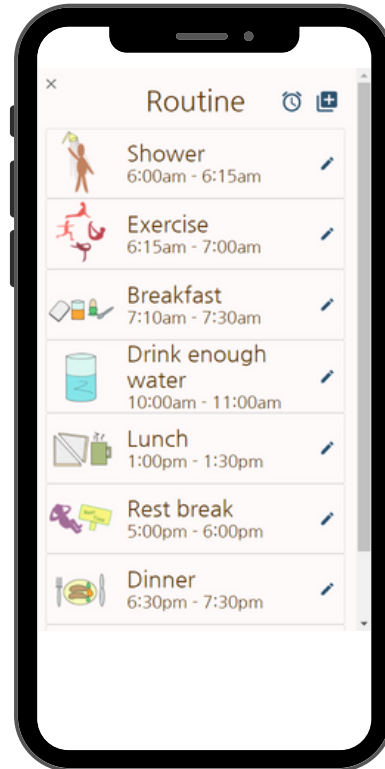 Routine
Shower
6:00am - 6:15am
Exercise
6:15am - 7:00am
Breakfast
7:10am - 7:30am
Drink enough
water
10:00am - 11:00am
Lunch
1:00pm - 1:30pm
Rest break
5:00pm - 6:00pm
Dinner
6:30pm - 7:30pm